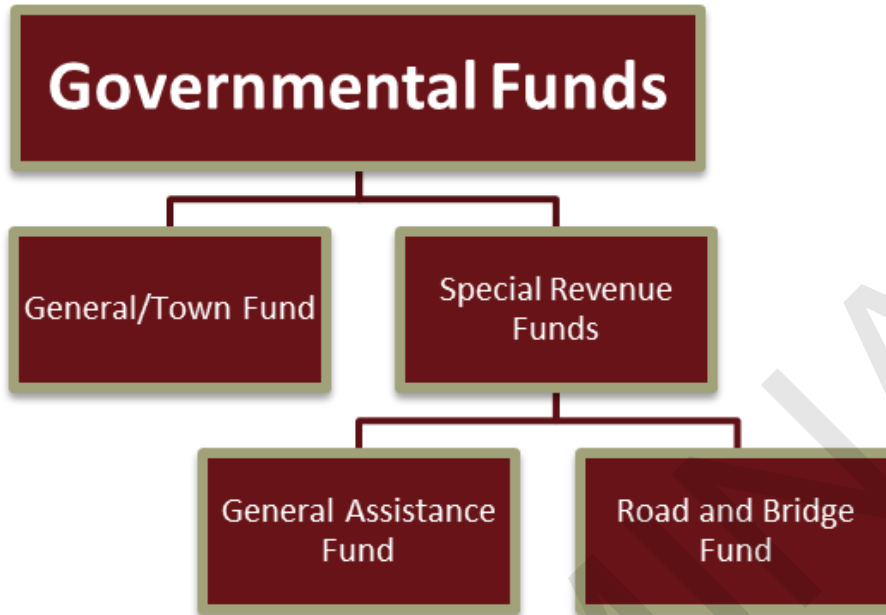 Governmental Funds
General/Town Fund
Special Revenue
Funds
General Assistance
Fund
Road and Bridge
Fund